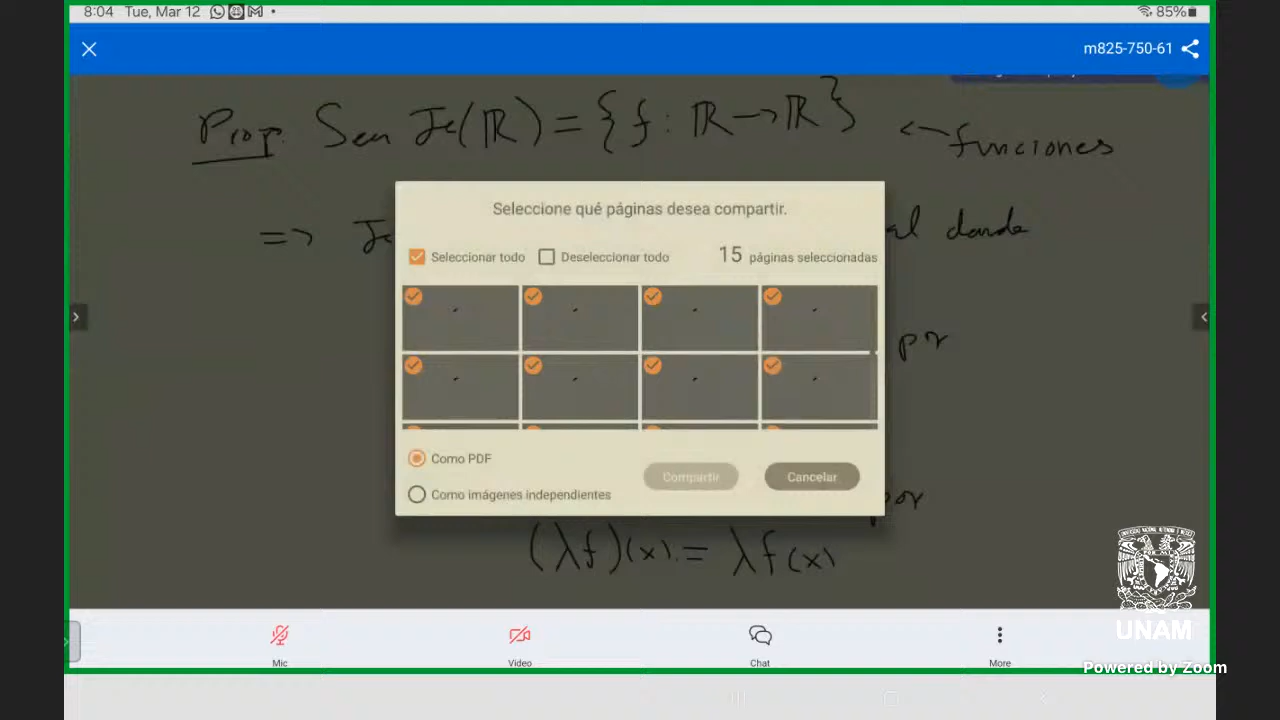 8:04 Tue, Mar 12
85%
m825-750-61
Prop. Sea Fc(ℝ) = {f : ℝ → ℝ} ← funciones
Seleccione qué páginas desea compartir.
=> al donde
Seleccionar todo Deseleccionar todo 15 páginas seleccionadas
por
Como PDF
Compartir Cancelar
Como imágenes independientes
por
(λf)(x) = λf(x)
UNAM
Mic Video Chat More
Powered by Zoom